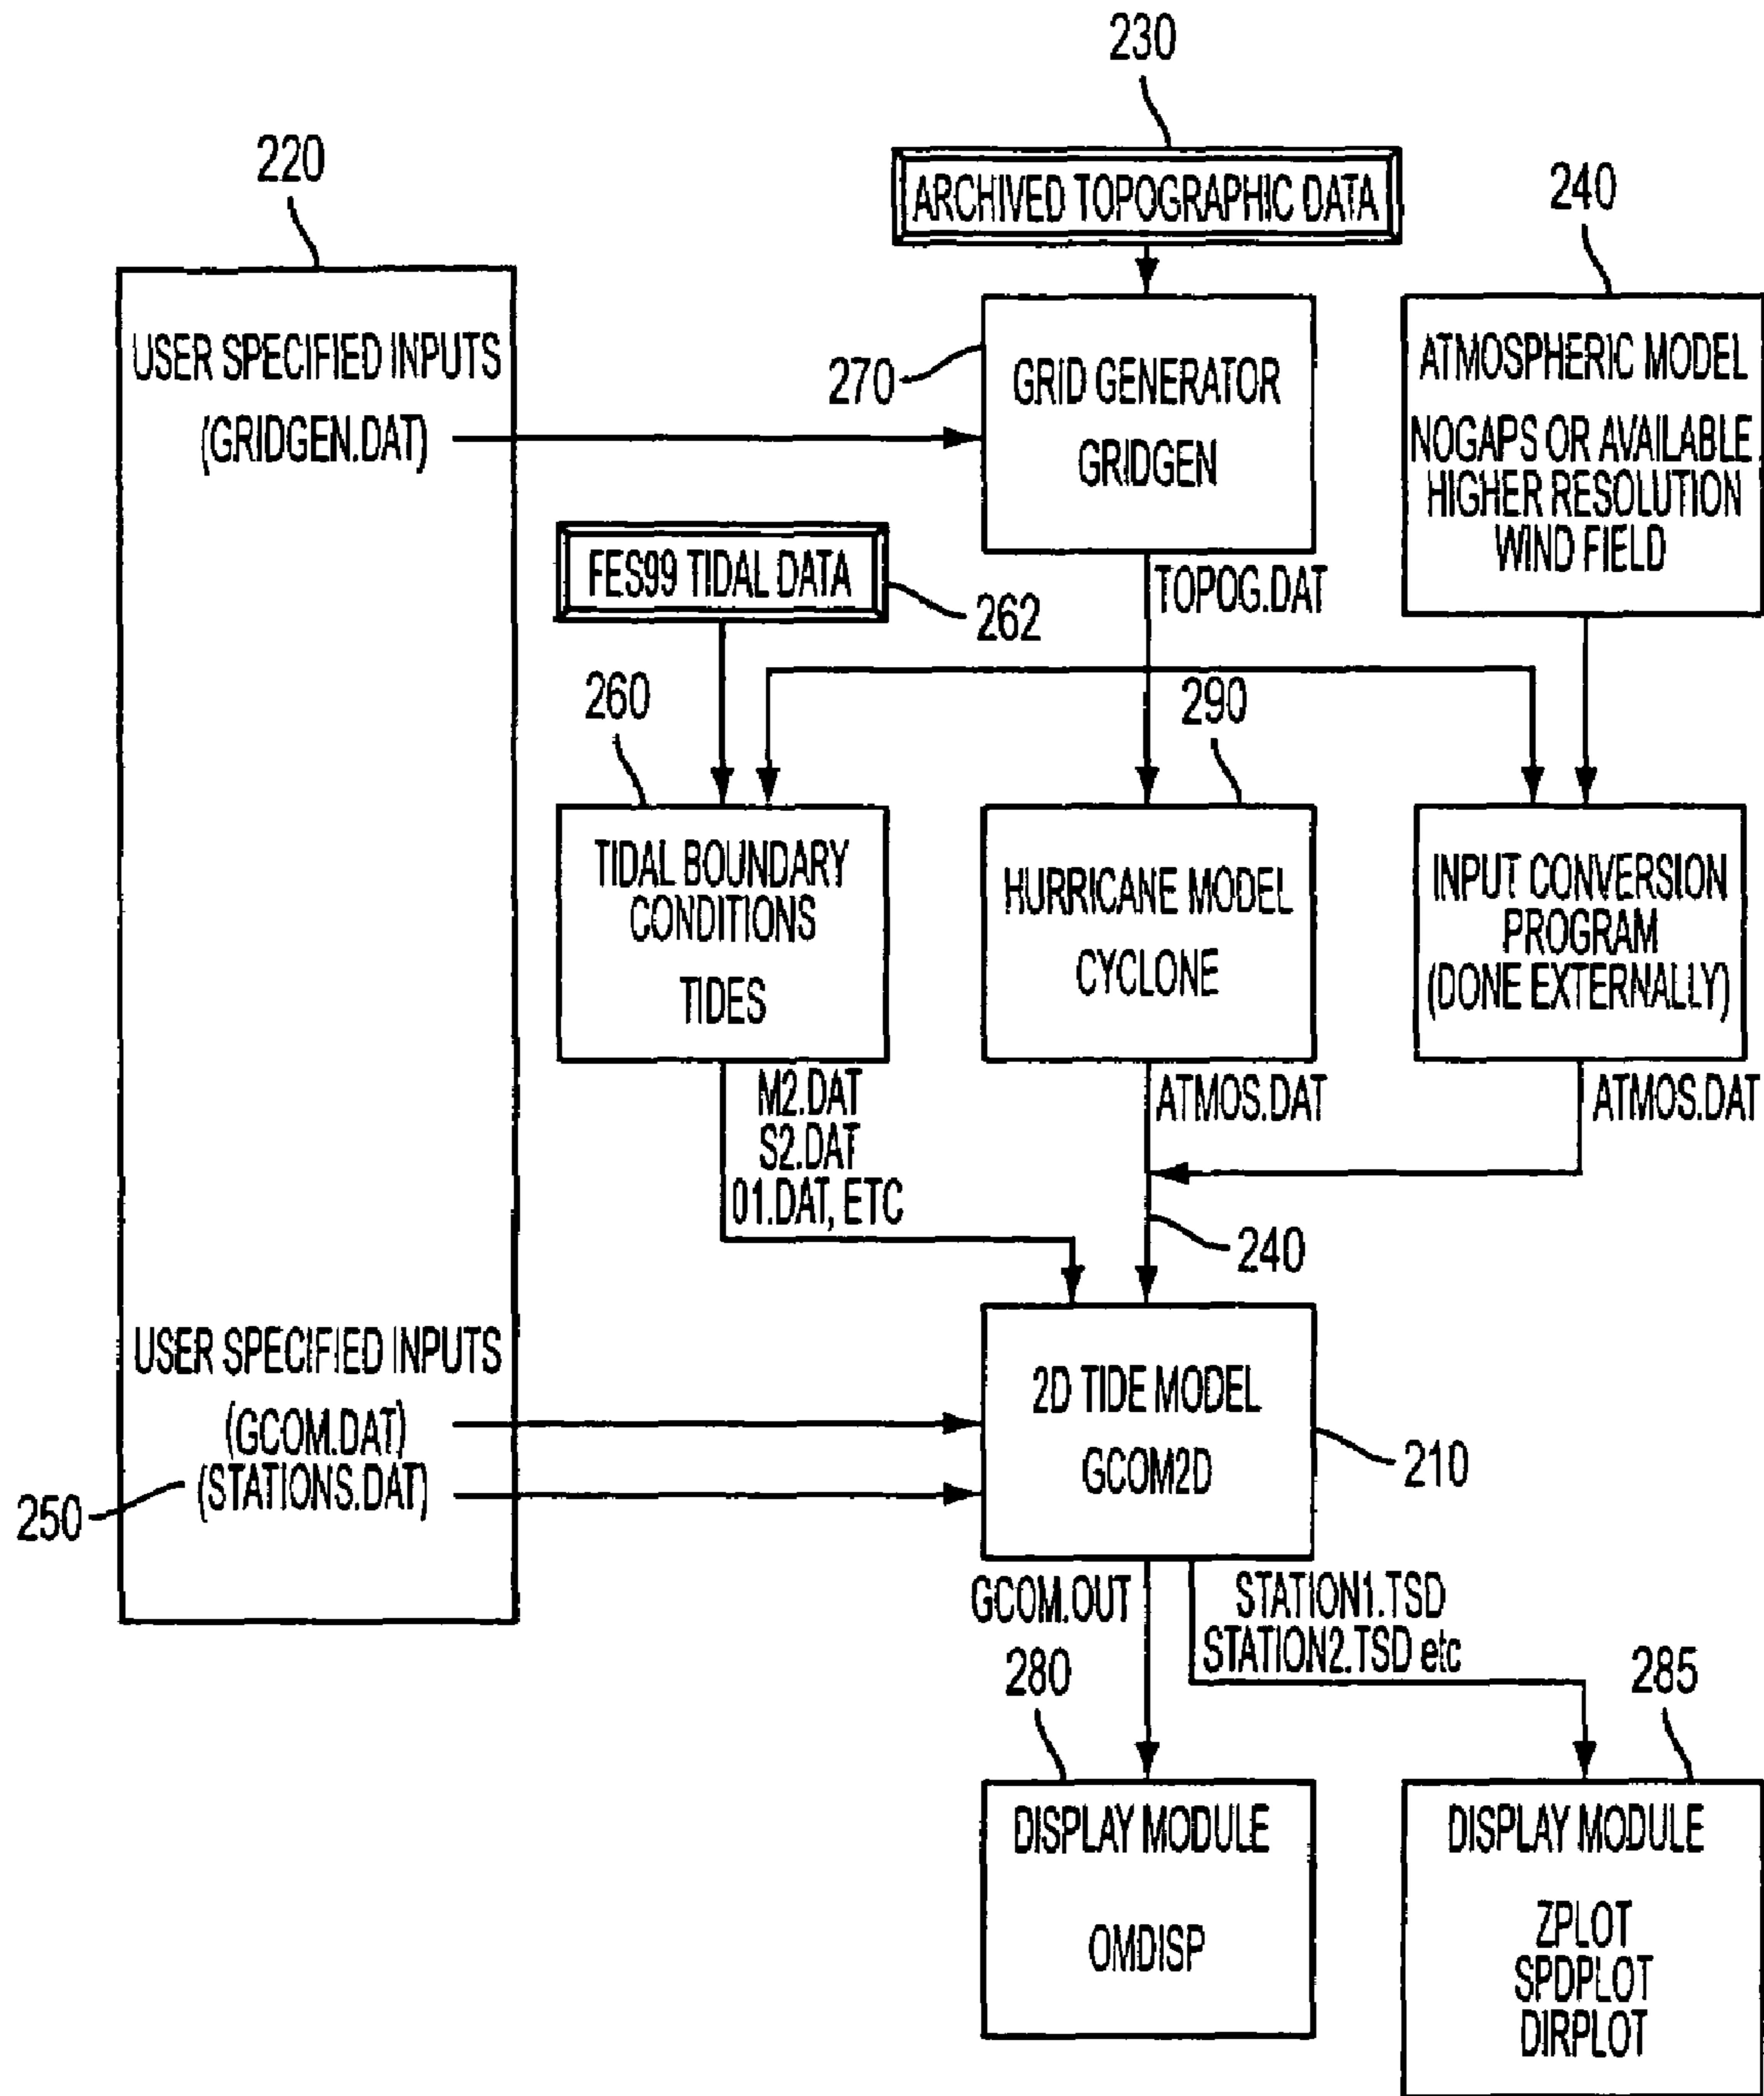 230
ARCHIVED TOPOGRAPHIC DATA
220
240
USER SPECIFIED INPUTS
(GRIDGEN.DAT)
270
GRID GENERATOR
GRIDGEN
ATMOSPHERIC MODEL
NOGAPS OR AVAILABLE
HIGHER RESOLUTION
WIND FIELD
FES99 TIDAL DATA
262
TOPOG.DAT
260
290
TIDAL BOUNDARY
CONDITIONS
TIDES
HURRICANE MODEL
CYCLONE
INPUT CONVERSION
PROGRAM
(DONE EXTERNALLY)
M2.DAT
S2.DAT
01.DAT, ETC
ATMOS.DAT
ATMOS.DAT
240
USER SPECIFIED INPUTS
(GCOM.DAT)
(STATIONS.DAT)
250
2D TIDE MODEL
GCOM2D
210
GCOM.OUT
STATION1.TSD
STATION2.TSD etc
280
285
DISPLAY MODULE
OMDISP
DISPLAY MODULE
ZPLOT
SPDPLOT
DIRPLOT